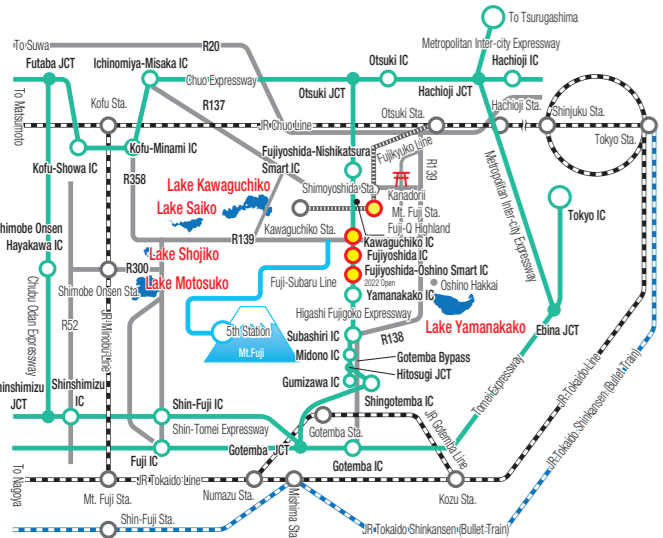 To Tsurugashima
To Suwa
R20
Metropolitan Inter-city Expressway
Futaba JCT
Ichinomiya-Misaka IC
Otsuki IC
Hachioji IC
Chuo Expressway
Otsuki JCT
Hachioji JCT
To Matsumoto
R137
Kofu Sta.
Otsuki Sta.
Hachioji Sta.
Shinjuku Sta.
JR Chuo Line
Tokyo Sta.
Kofu-Showa IC
Kofu-Minami IC
Fujiyoshida-Nishikatsura
Smart IC
Fujikyuko Line
R139
Metropolitan Inter-city Expressway
R358
Lake Kawaguchiko
Shimoyoshida Sta.
Kanadorii
Lake Saiko
Mt. Fuji Sta.
Tokyo IC
Shimobe Onsen
Hayakawa IC
Kawaguchiko Sta.
Fuji-Q Highland
R139
Kawaguchiko IC
Lake Shojiko
Fujiyoshida IC
R300
Fujiyoshida-Oshino Smart IC
Shimobe Onsen Sta.
Lake Motosuko
Fuji-Subaru Line
2022 Open
Oshino Hakkai
Yamanakako IC
Chubu Odan Expressway
R52
JR Minobu Line
Higashi Fujigoko Expressway
Lake Yamanakako
5th Station
Subashiri IC
R138
Ebina JCT
Mt.Fuji
Midono IC
Gotemba Bypass
Hitosugi JCT
Gumizawa IC
Shinshimizu
JCT
Shinshimizu
IC
Shin-Fuji IC
Shingotemba IC
Tomei Expressway
JR-Tokaido-Line
Shin-Tomei Expressway
Gotemba Sta.
JR Gotemba Line
Gotemba JCT
Fuji IC
Gotemba IC
JR-Tokaido Shinkansen (Bullet-Train)
To Nagoya
JR-Tokaido Line
Mt. Fuji Sta.
Numazu Sta.
Mishima Sta.
Kozu Sta.
Shin-Fuji Sta.
JR-Tokaido Shinkansen (Bullet-Train)